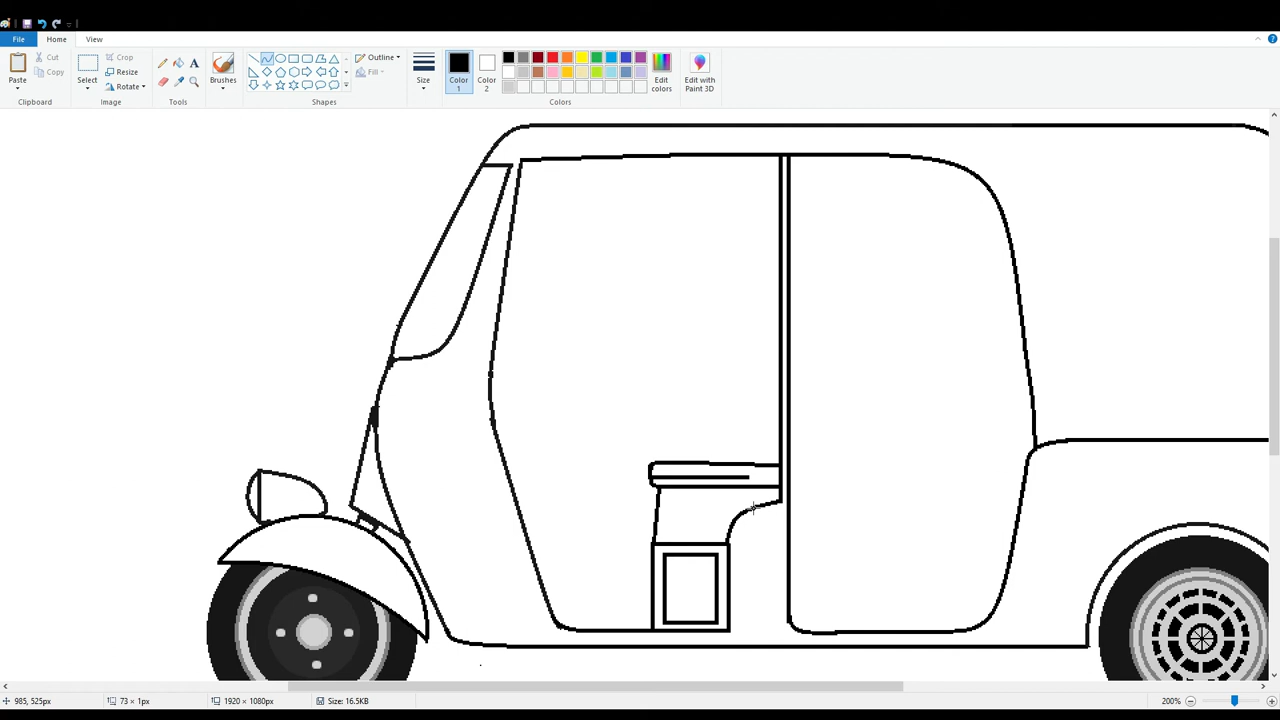 File Home View
Paste
Cut
Copy
Clipboard
Select
Crop
Resize
Rotate
Image
A
Tools
Brushes
Outline
Fill
Shapes
Size
Color
1
Color
2
Edit
colors
Colors
Edit with
Paint 3D
985, 525px 73 × 1px 1920 × 1080px Size: 16.5KB 200%